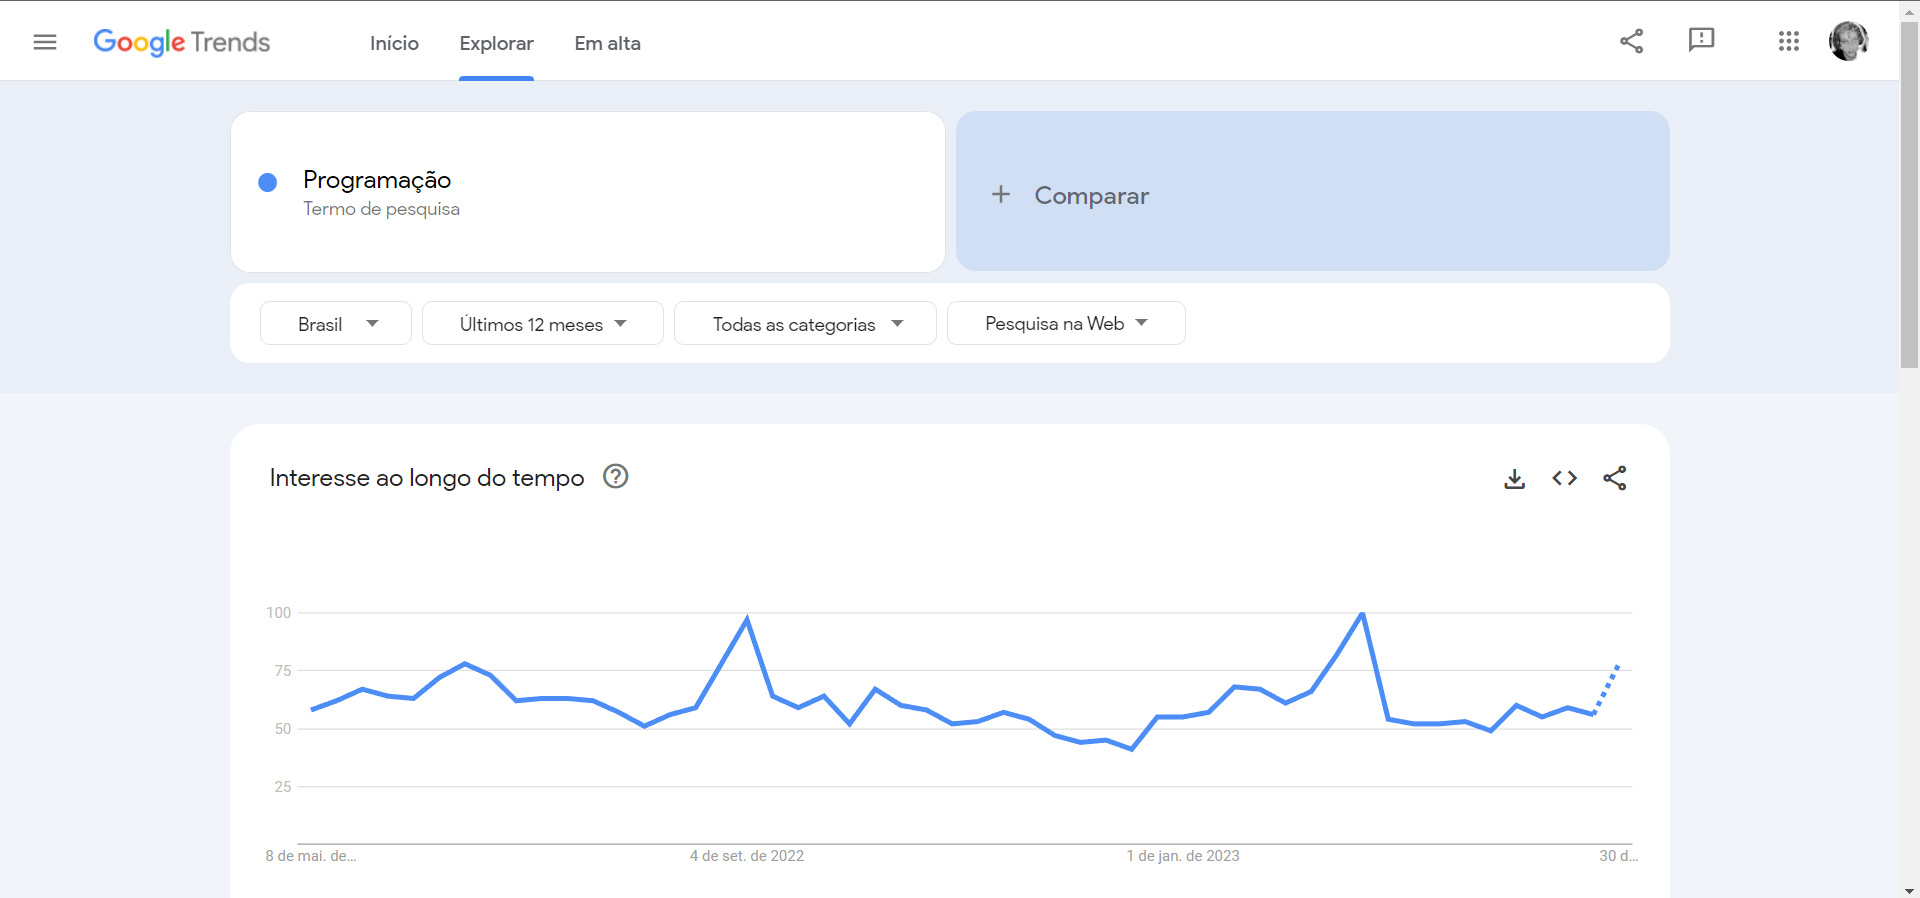 Google Trends
Início
Explorar
Em alta
Programação
Termo de pesquisa
+ Comparar
Brasil
Últimos 12 meses
Todas as categorias
Pesquisa na Web
Interesse ao longo do tempo
100
75
50
25
8 de mai. de…
4 de set. de 2022
1 de jan. de 2023
30 d…